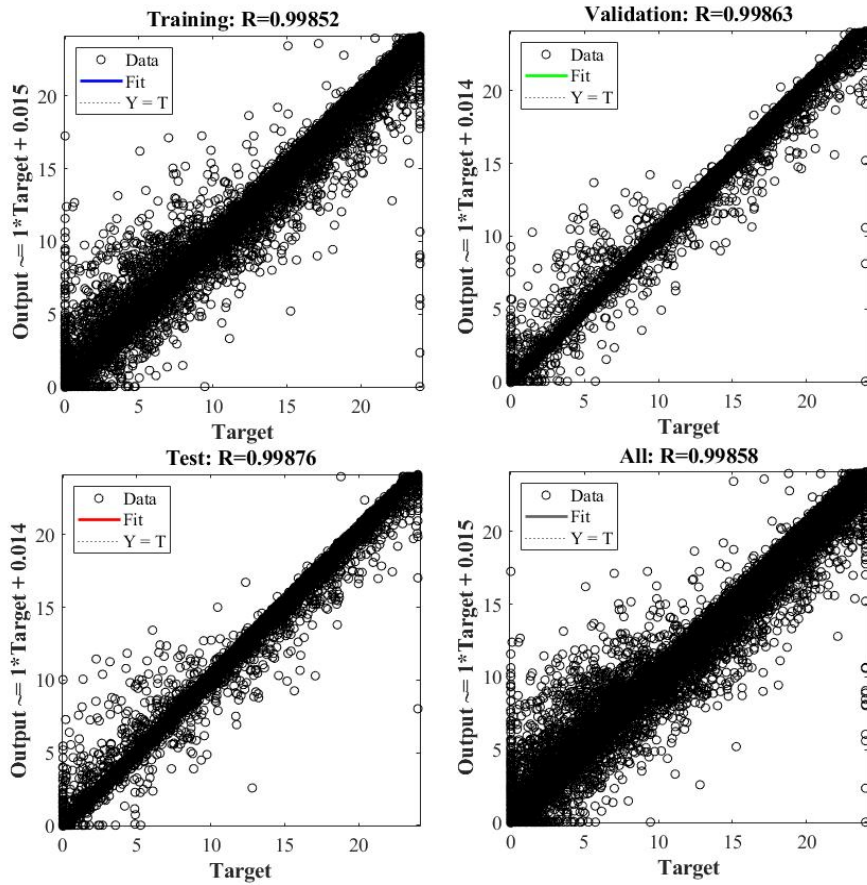 Training: R=0.99852
Output ~= 1*Target + 0.015
Data
Fit
Y = T
20
15
10
5
0
0 5 10 15 20
Target
Validation: R=0.99863
Output ~= 1*Target + 0.014
Data
Fit
Y = T
20
15
10
5
0
0 5 10 15 20
Target
Test: R=0.99876
Output ~= 1*Target + 0.014
Data
Fit
Y = T
20
15
10
5
0
0 5 10 15 20
Target
All: R=0.99858
Output ~= 1*Target + 0.015
Data
Fit
Y = T
20
15
10
5
0
0 5 10 15 20
Target